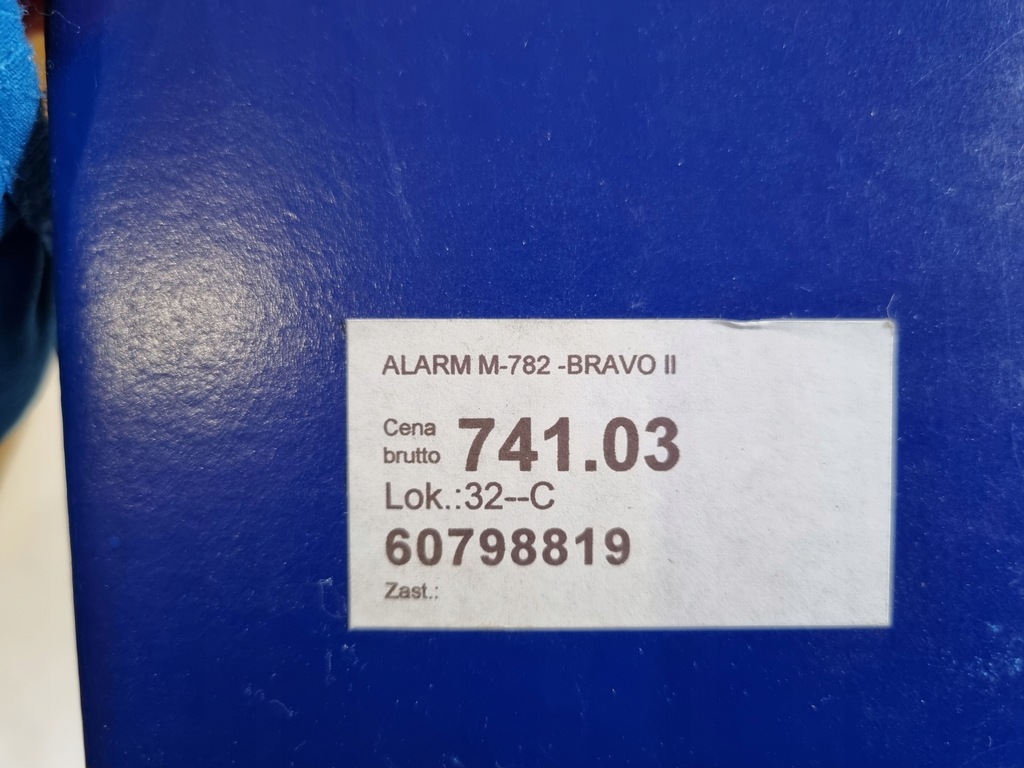 ALARM M-782 -BRAVO II
Cena brutto 741.03
Lok.:32--C
60798819
Zast.: